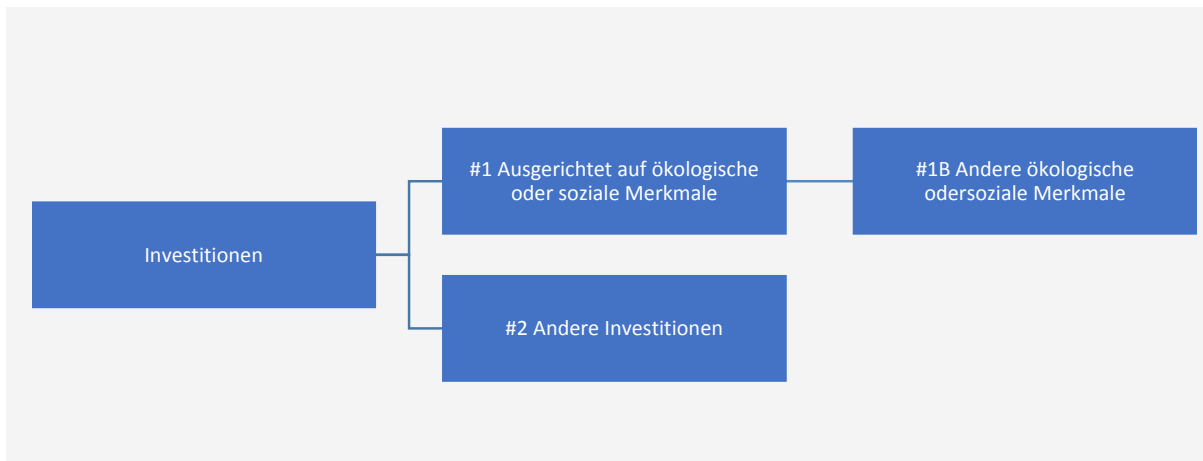 Investitionen
#1 Ausgerichtet auf ökologische
oder soziale Merkmale
#1B Andere ökologische
odersoziale Merkmale
#2 Andere Investitionen